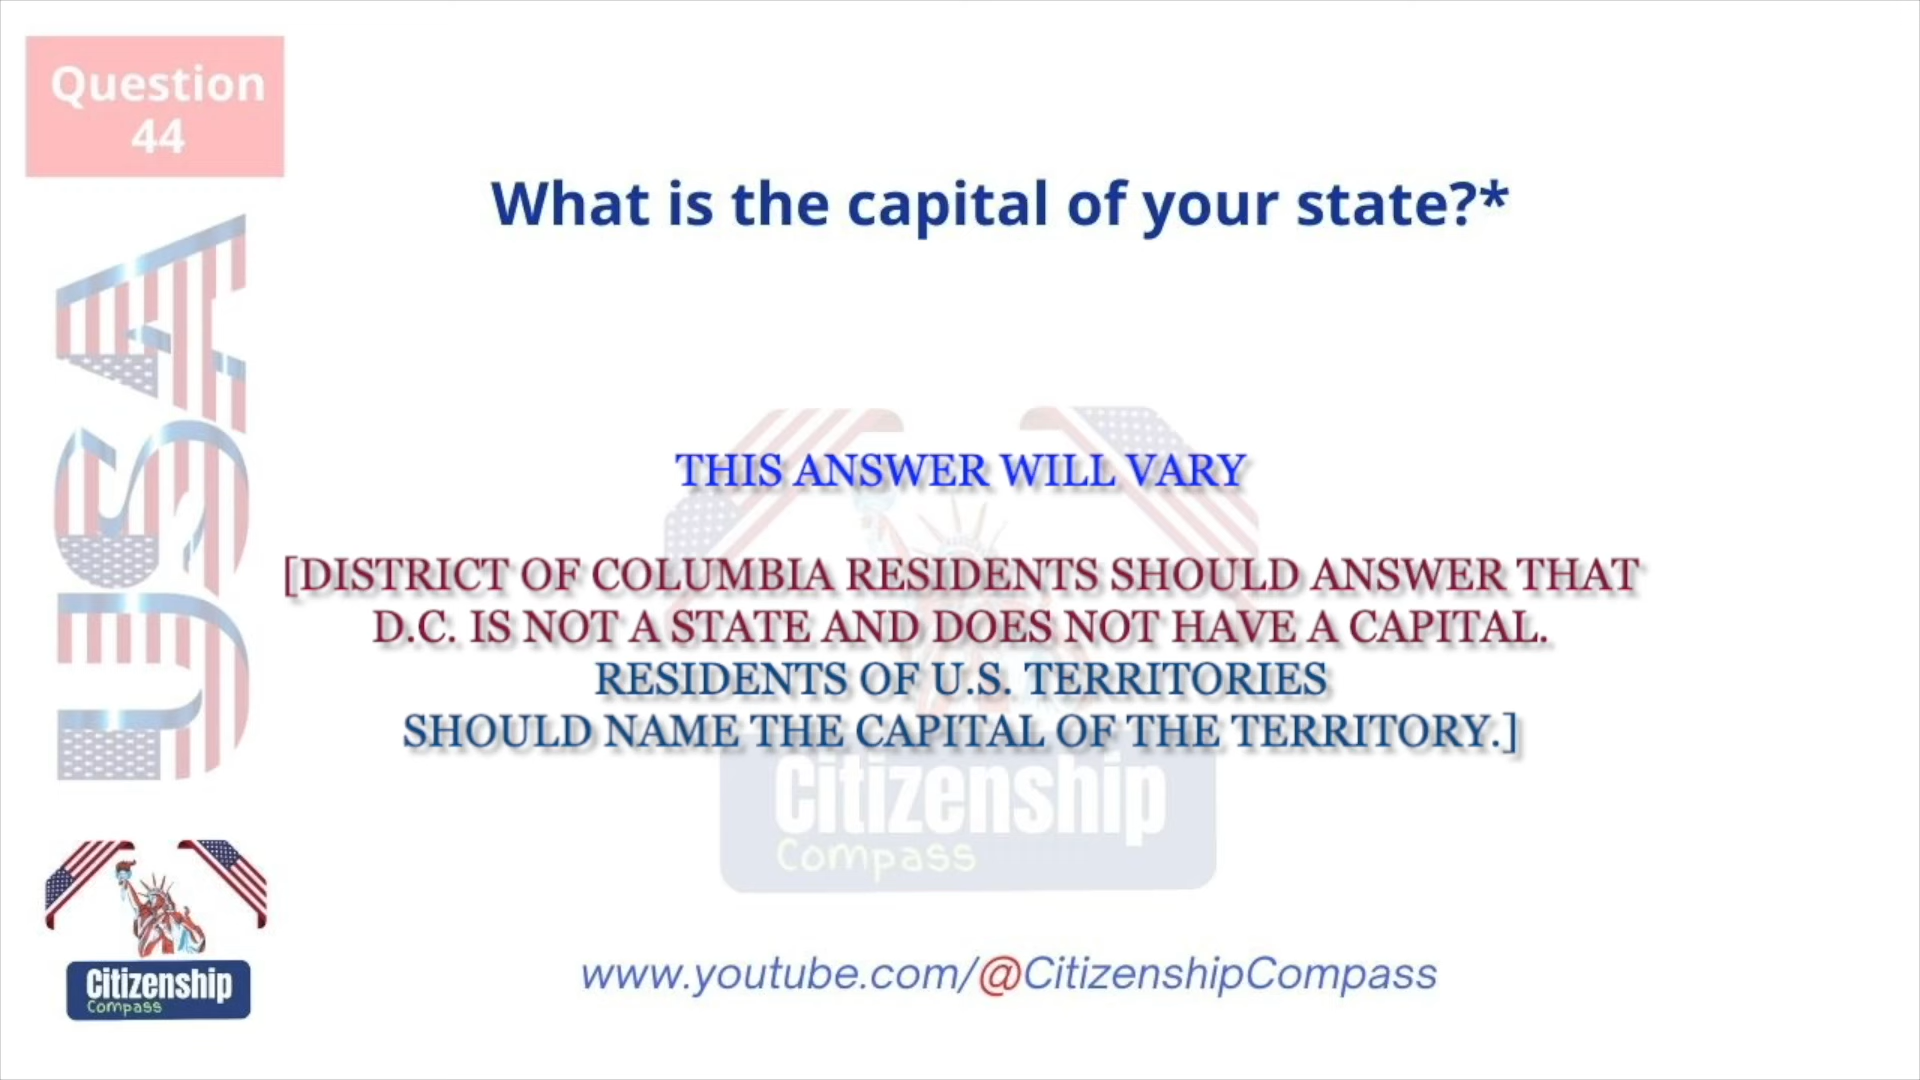 Question
44
What is the capital of your state?*
THIS ANSWER WILL VARY
[DISTRICT OF COLUMBIA RESIDENTS SHOULD ANSWER THAT
D.C. IS NOT A STATE AND DOES NOT HAVE A CAPITAL.
RESIDENTS OF U.S. TERRITORIES
SHOULD NAME THE CAPITAL OF THE TERRITORY.]
USA
Citizenship
Compass
Citizenship
Compass
www.youtube.com/@CitizenshipCompass